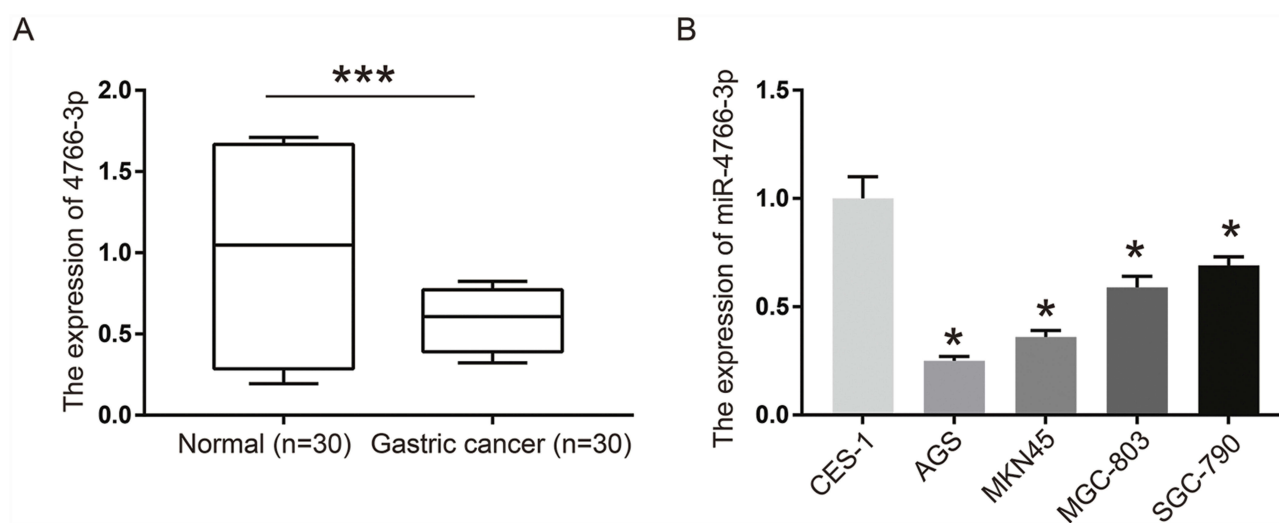 A
The expression of 4766-3p
2.0
1.5
1.0
0.5
0.0
***
Normal (n=30)
Gastric cancer (n=30)
B
The expression of miR-4766-3p
1.5
1.0
0.5
0.0
*
*
*
*
CES-1
AGS
MKN45
MGC-803
SGC-790